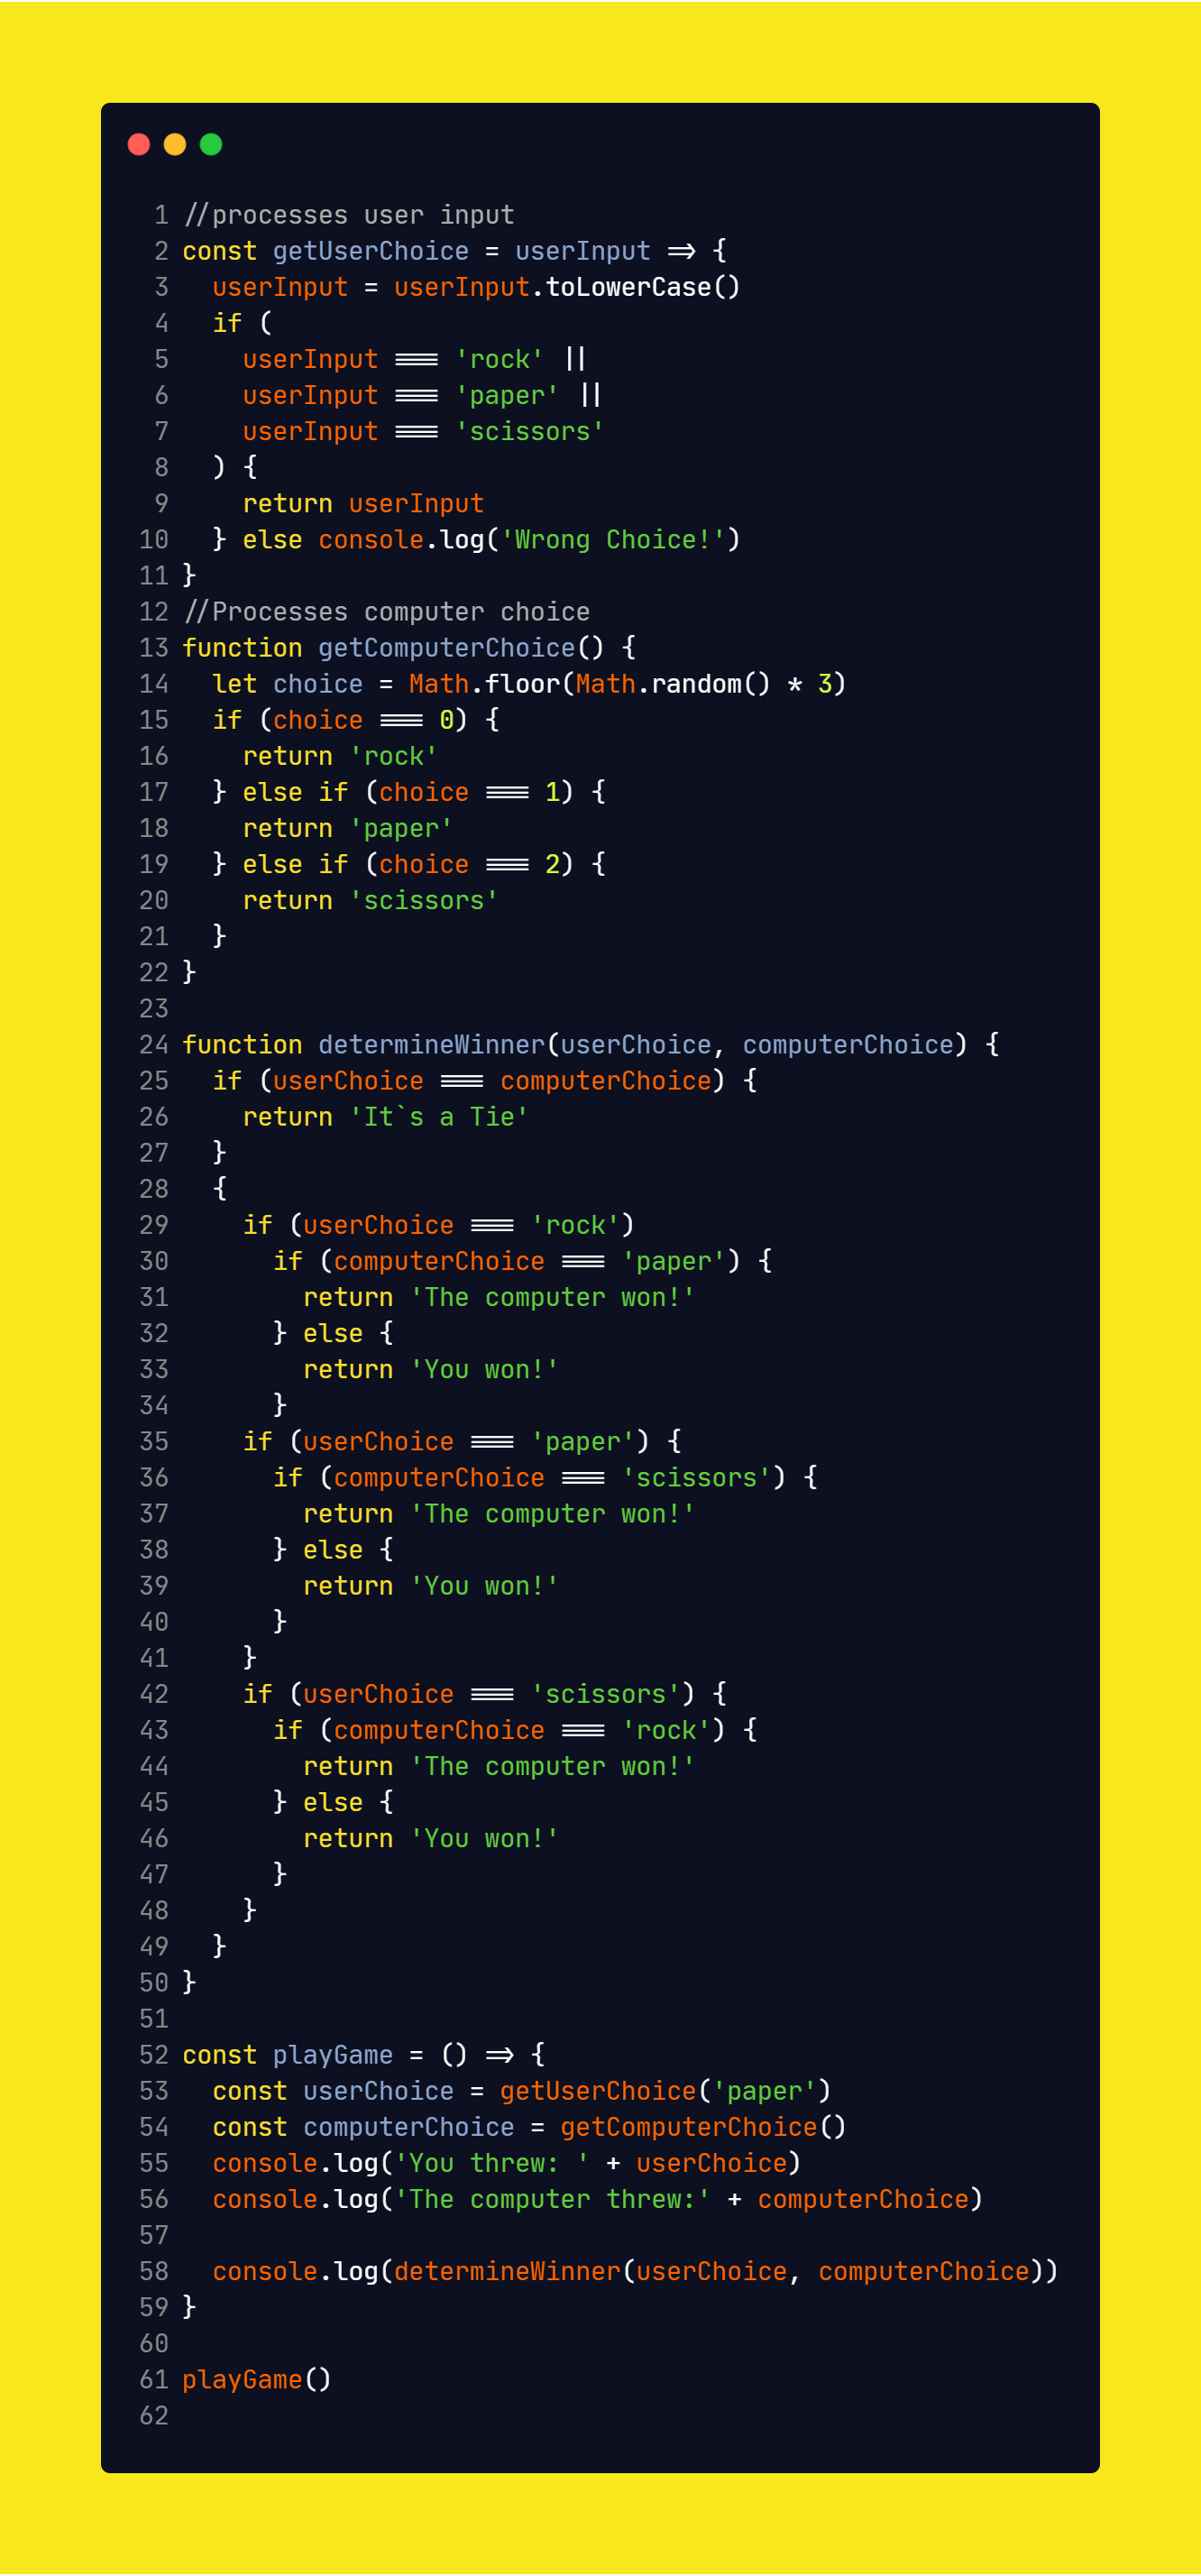 1 //processes user input
2 const getUserChoice = userInput => {
3   userInput = userInput.toLowerCase()
4   if (
5     userInput === 'rock' ||
6     userInput === 'paper' ||
7     userInput === 'scissors'
8   ) {
9     return userInput
10   } else console.log('Wrong Choice!')
11 }
12 //Processes computer choice
13 function getComputerChoice() {
14   let choice = Math.floor(Math.random() * 3)
15   if (choice === 0) {
16     return 'rock'
17   } else if (choice === 1) {
18     return 'paper'
19   } else if (choice === 2) {
20     return 'scissors'
21   }
22 }
23
24 function determineWinner(userChoice, computerChoice) {
25   if (userChoice === computerChoice) {
26     return 'It`s a Tie'
27   }
28   {
29     if (userChoice === 'rock')
30       if (computerChoice === 'paper') {
31         return 'The computer won!'
32       } else {
33         return 'You won!'
34       }
35     if (userChoice === 'paper') {
36       if (computerChoice === 'scissors') {
37         return 'The computer won!'
38       } else {
39         return 'You won!'
40       }
41     }
42     if (userChoice === 'scissors') {
43       if (computerChoice === 'rock') {
44         return 'The computer won!'
45       } else {
46         return 'You won!'
47       }
48     }
49   }
50 }
51
52 const playGame = () => {
53   const userChoice = getUserChoice('paper')
54   const computerChoice = getComputerChoice()
55   console.log('You threw: ' + userChoice)
56   console.log('The computer threw:' + computerChoice)
57
58   console.log(determineWinner(userChoice, computerChoice))
59 }
60
61 playGame()
62